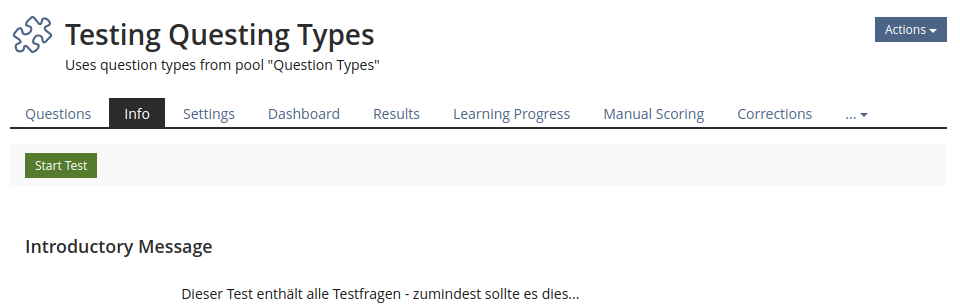 Testing Questing Types
Actions
Uses question types from pool "Question Types"
Questions Info Settings Dashboard Results Learning Progress Manual Scoring Corrections ...
Start Test
Introductory Message
Dieser Test enthält alle Testfragen - zumindest sollte es dies...